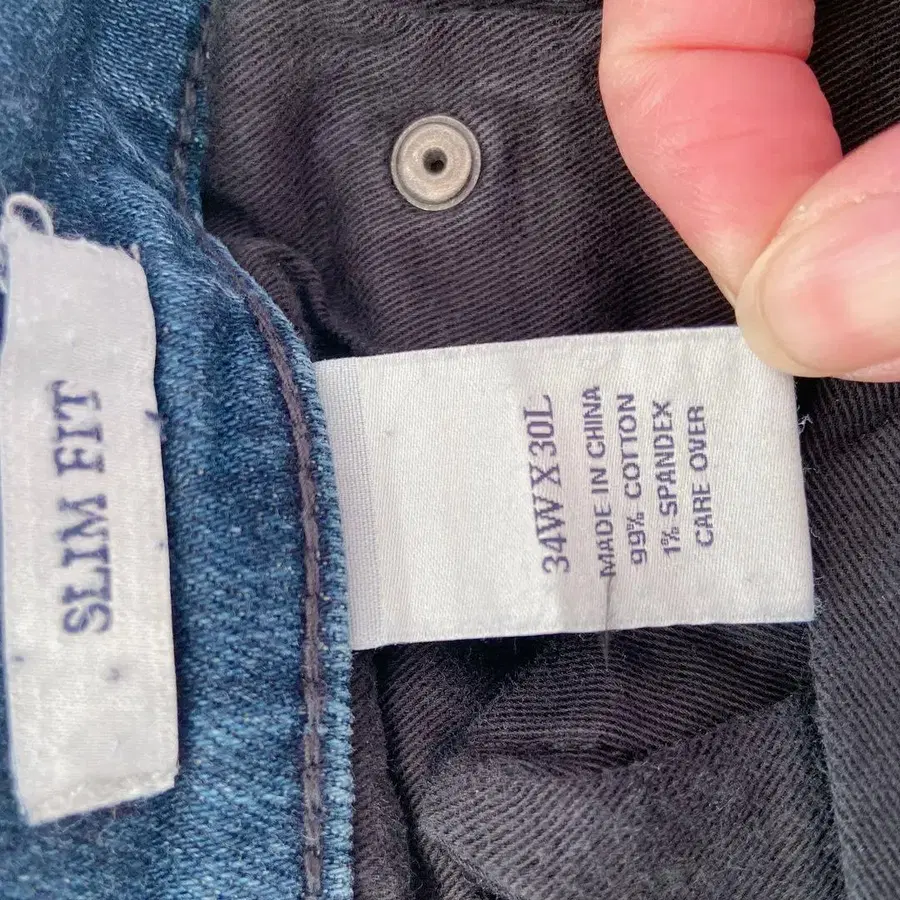 SLIM FIT
34W X 30L
MADE IN CHINA
99% COTTON
1% SPANDEX
CARE OVER